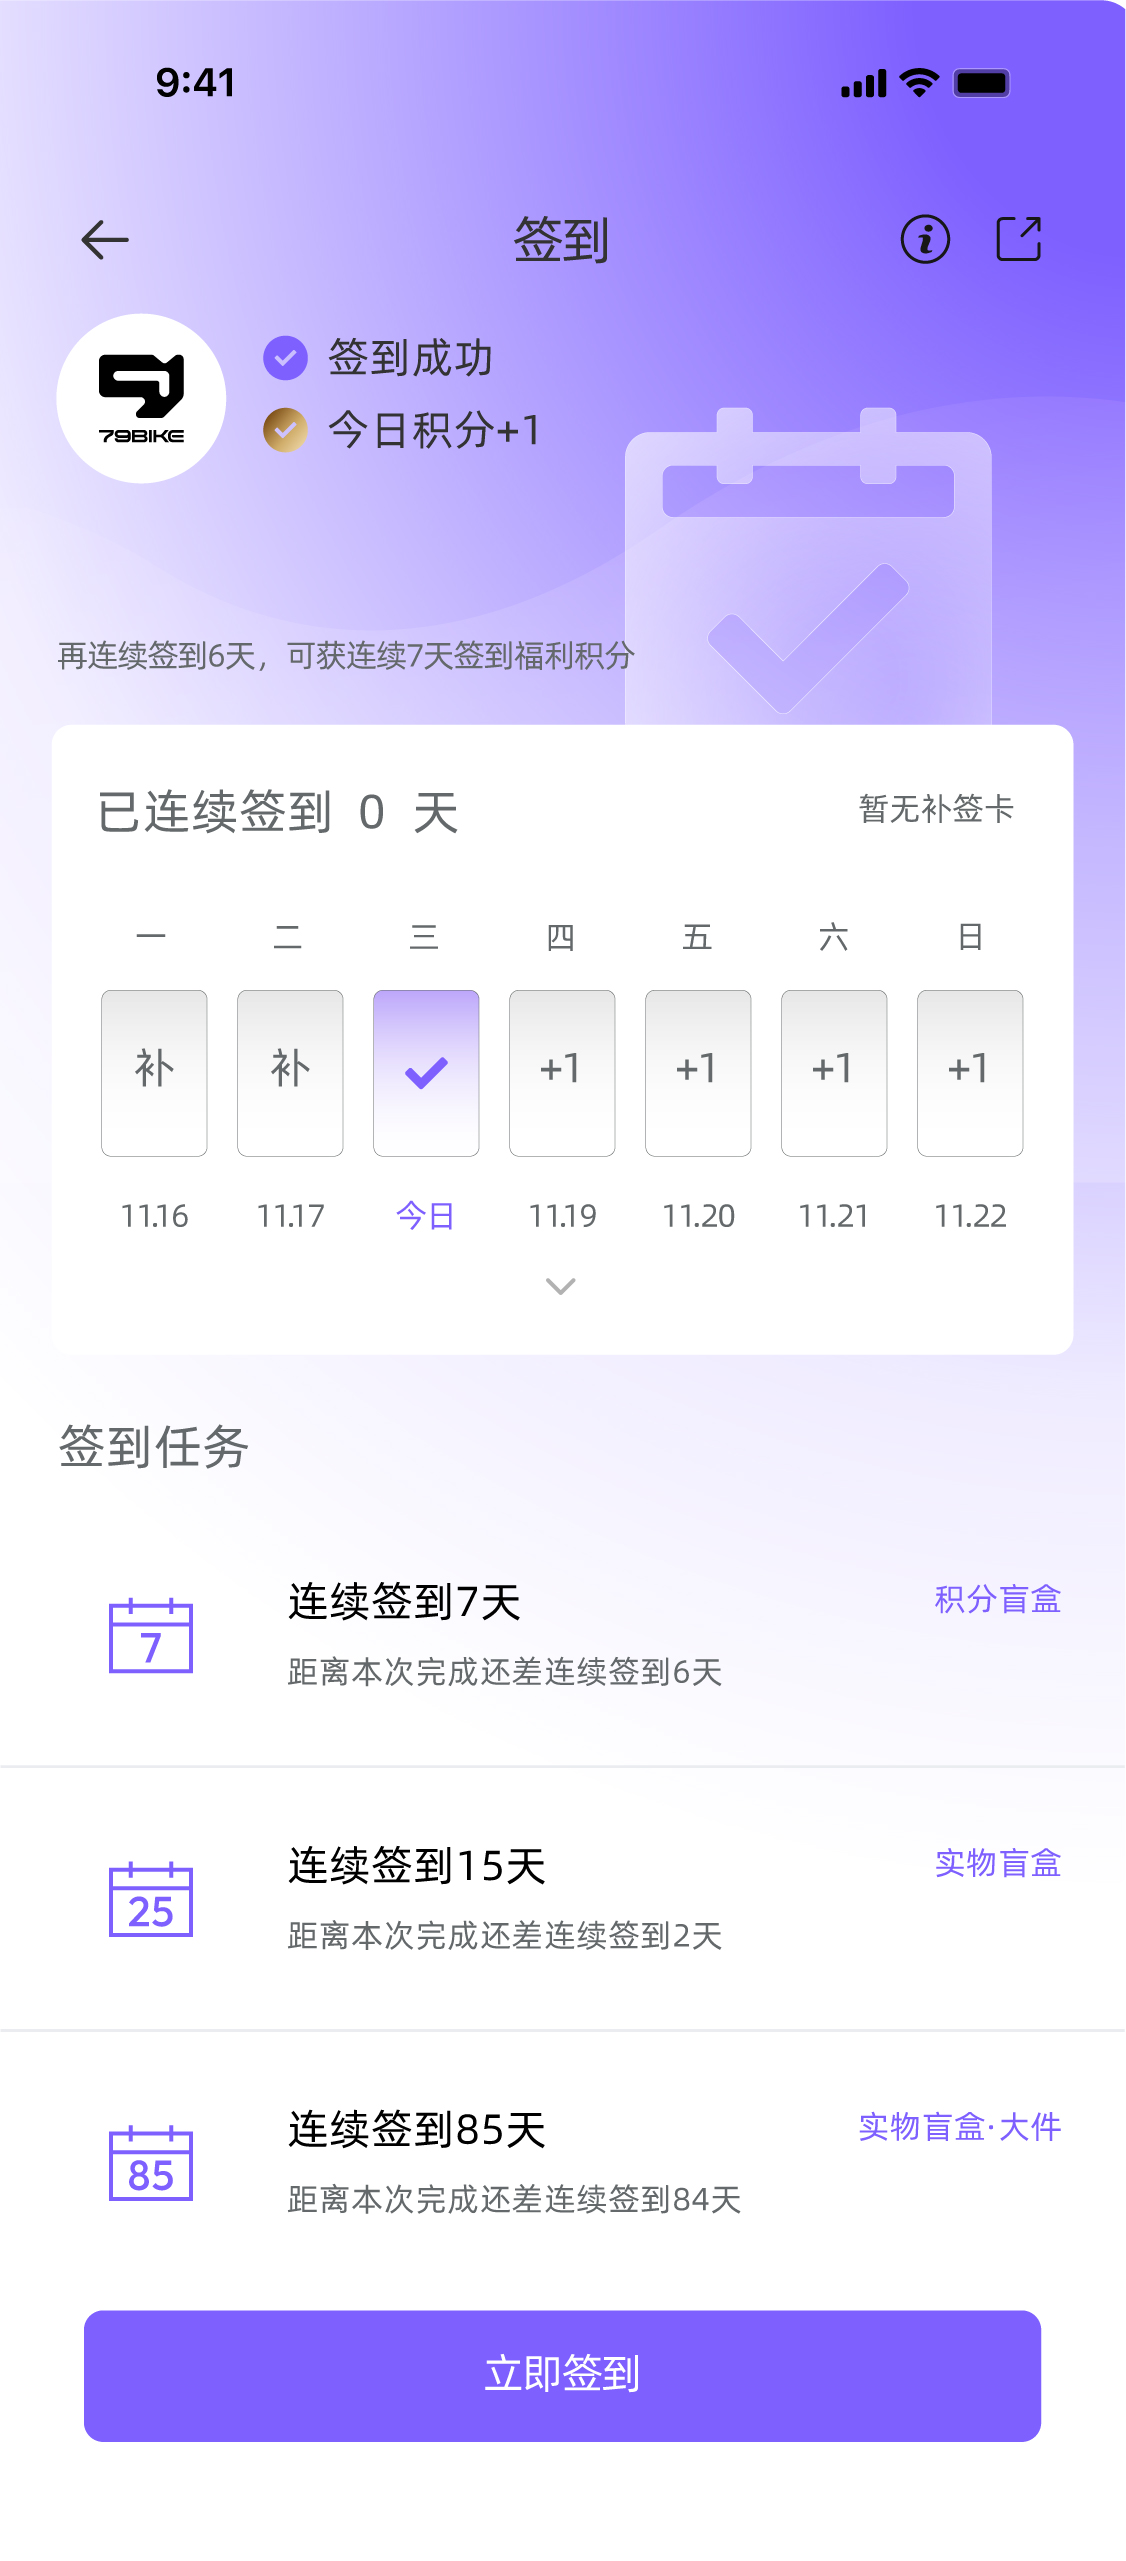 9:41
签到
79BIKE
签到成功
今日积分+1
再连续签到6天，可获连续7天签到福利积分
已连续签到 0 天
暂无补签卡
一 二 三 四 五 六 日
补 补 +1 +1 +1 +1
11.16 11.17 今日 11.19 11.20 11.21 11.22
签到任务
7
连续签到7天
积分盲盒
距离本次完成还差连续签到6天
25
连续签到15天
实物盲盒
距离本次完成还差连续签到2天
85
连续签到85天
实物盲盒·大件
距离本次完成还差连续签到84天
立即签到